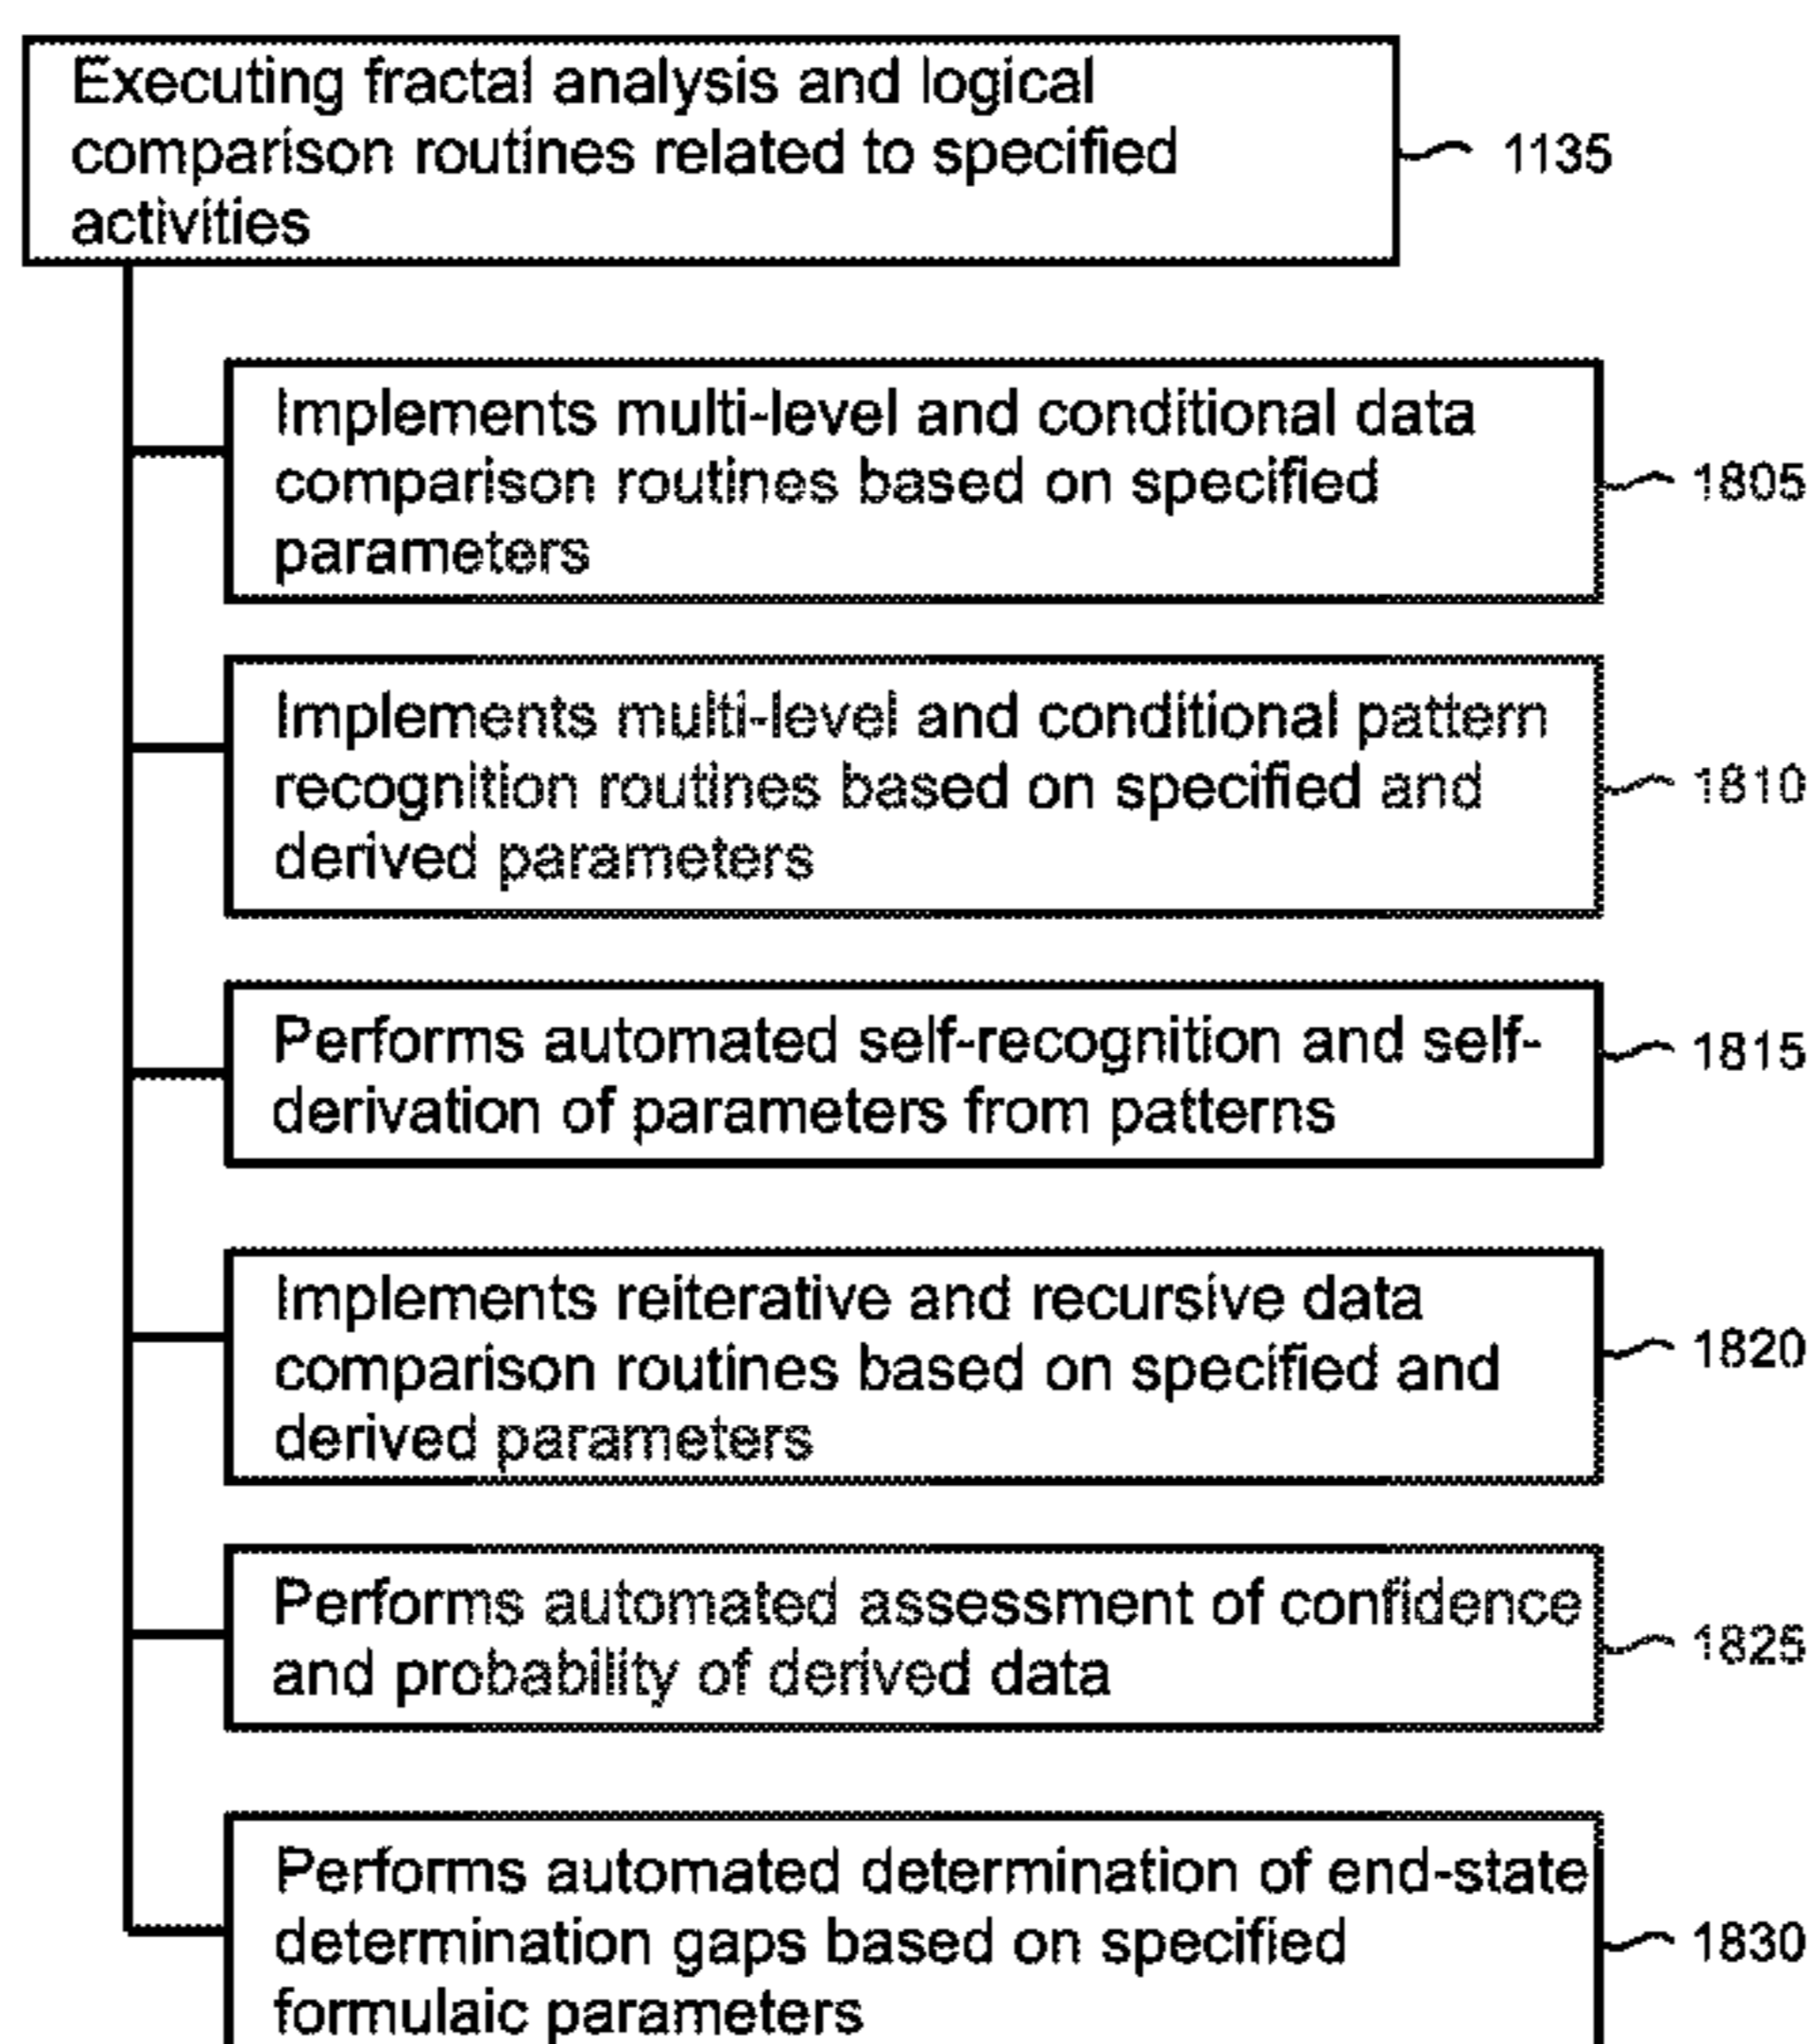 Executing fractal analysis and logical
comparison routines related to specified
activities
1135
Implements multi-level and conditional data
comparison routines based on specified
parameters
1805
Implements multi-level and conditional pattern
recognition routines based on specified and
derived parameters
1810
Performs automated self-recognition and self-
derivation of parameters from patterns
1815
Implements reiterative and recursive data
comparison routines based on specified and
derived parameters
1820
Performs automated assessment of confidence
and probability of derived data
1825
Performs automated determination of end-state
determination gaps based on specified
formulaic parameters
1830